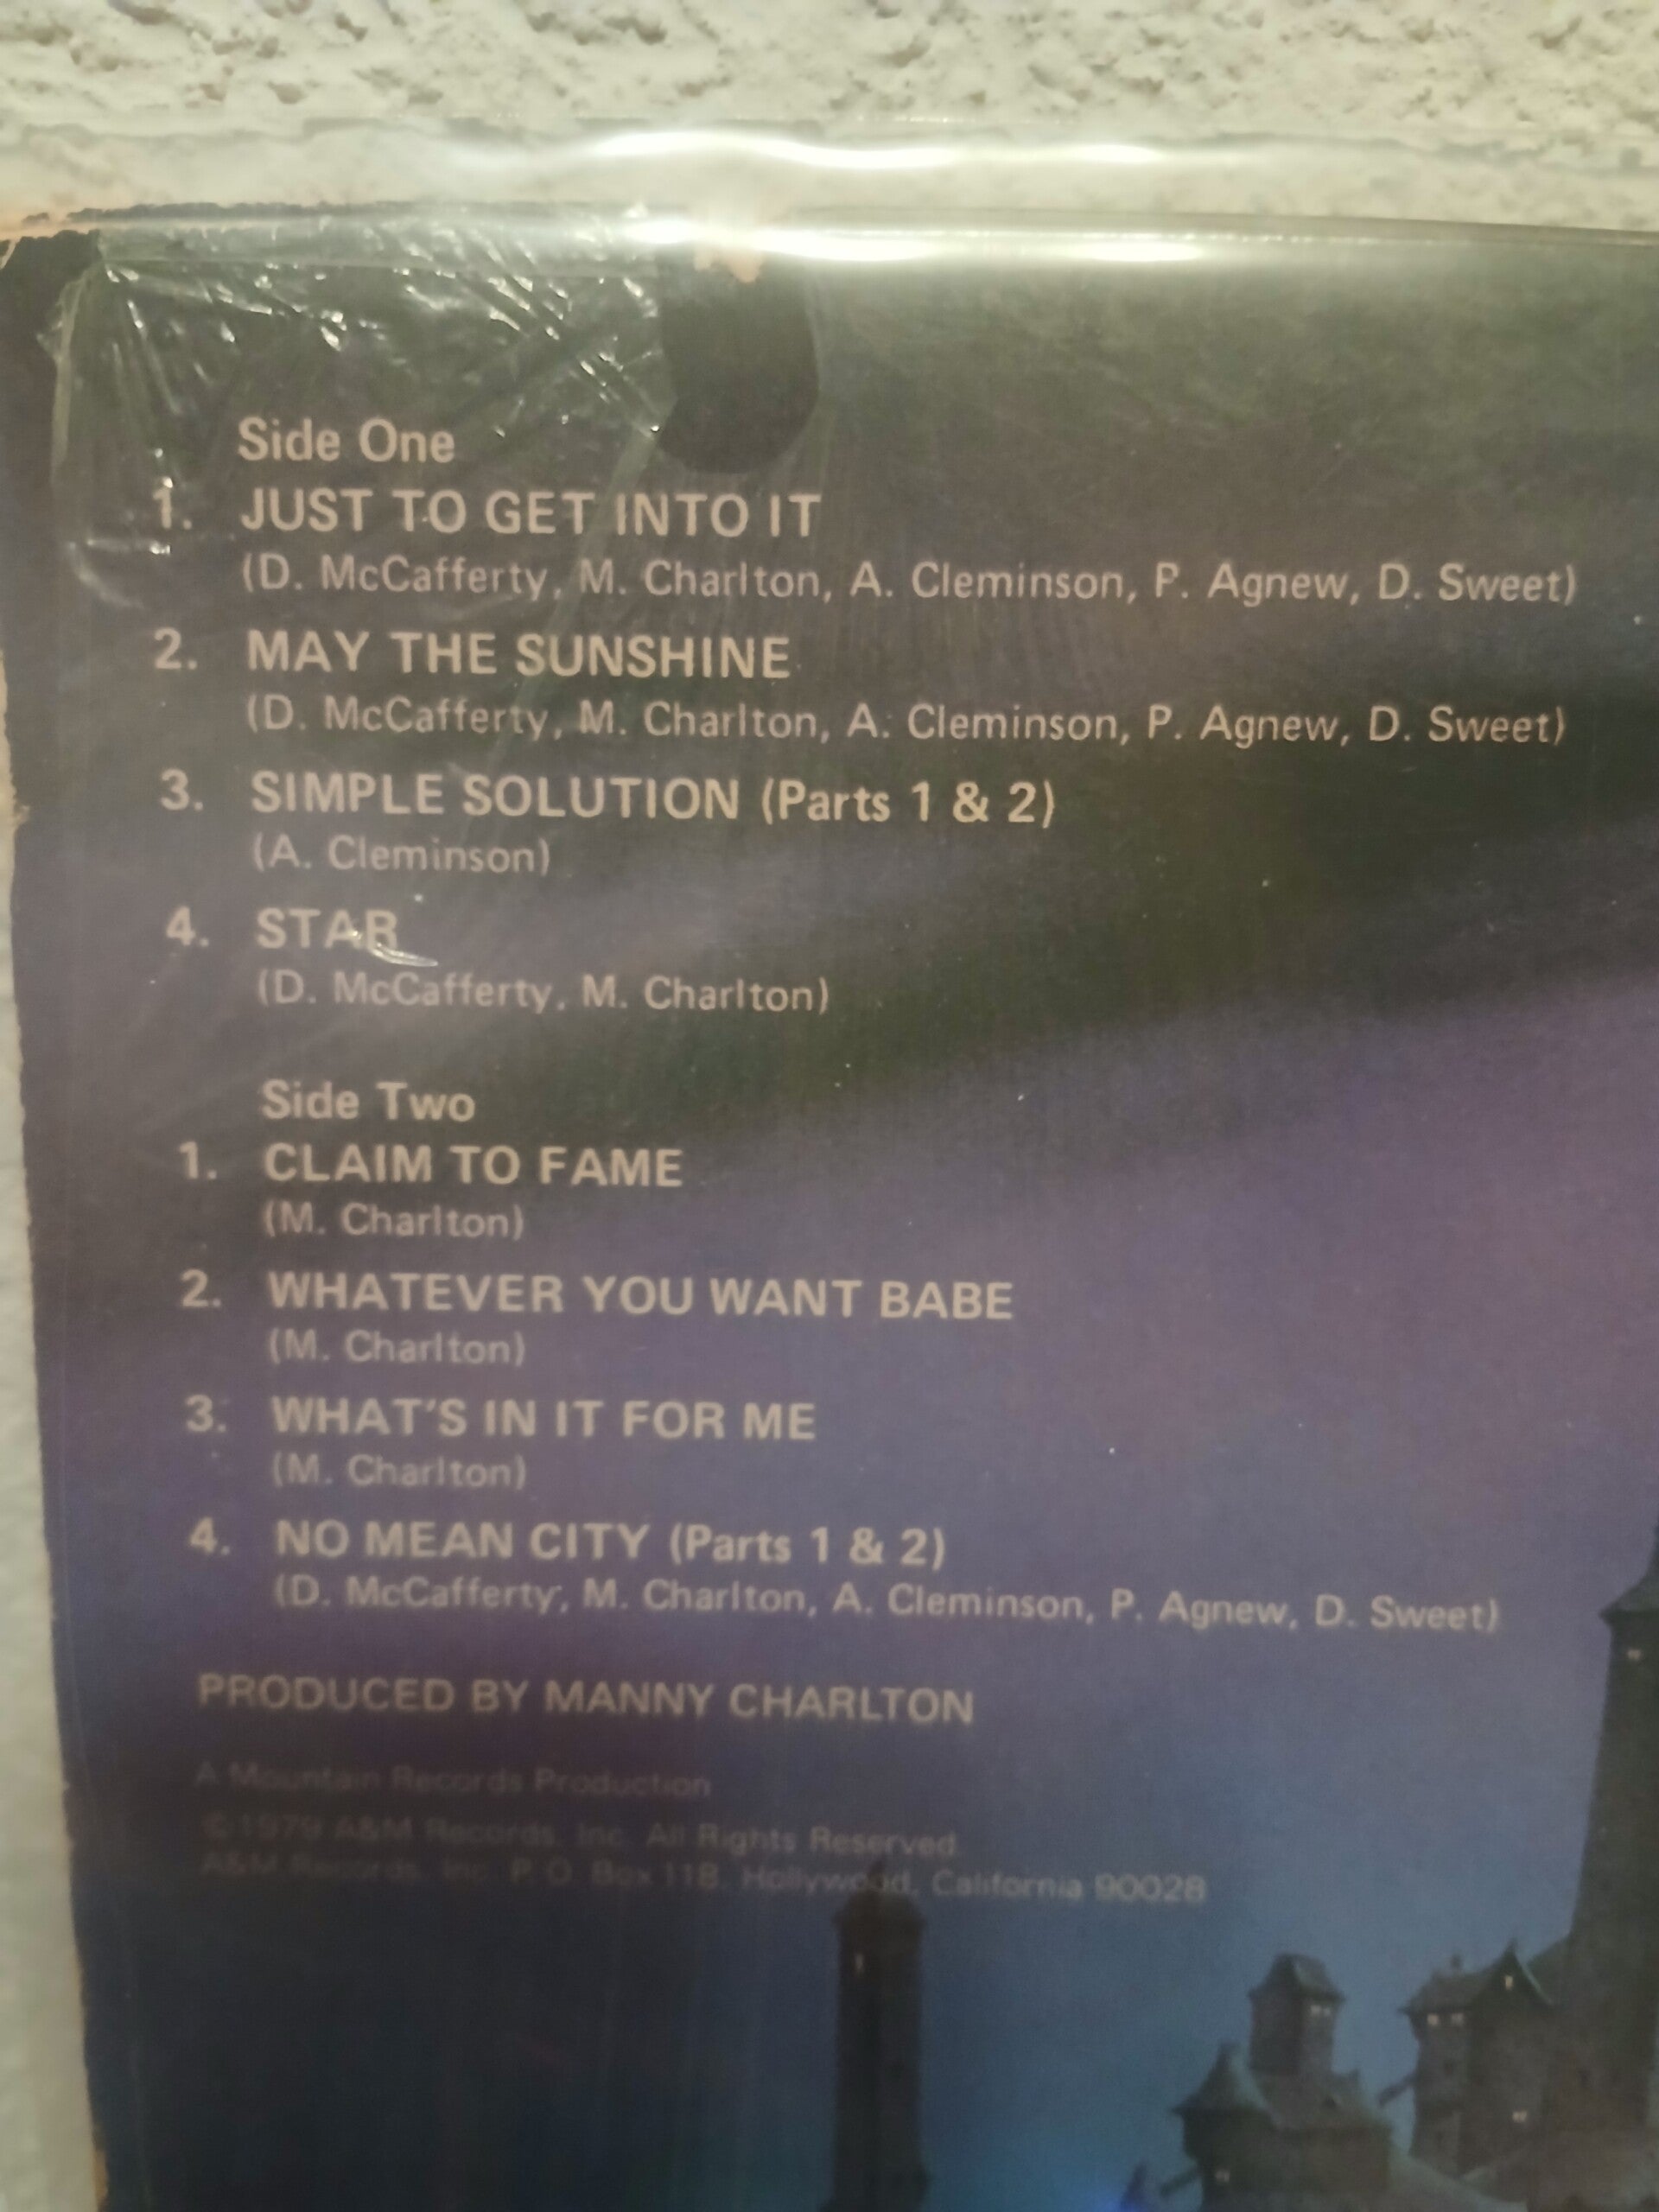 Side One
1. JUST TO GET INTO IT
(D. McCafferty, M. Charlton, A. Cleminson, P. Agnew, D. Sweet)
2. MAY THE SUNSHINE
(D. McCafferty, M. Charlton, A. Cleminson, P. Agnew, D. Sweet)
3. SIMPLE SOLUTION (Parts 1 & 2)
(A. Cleminson)
4. STAR
(D. McCafferty, M. Charlton)
Side Two
1. CLAIM TO FAME
(M. Charlton)
2. WHATEVER YOU WANT BABE
(M. Charlton)
3. WHAT'S IN IT FOR ME
(M. Charlton)
4. NO MEAN CITY (Parts 1 & 2)
(D. McCafferty, M. Charlton, A. Cleminson, P. Agnew, D. Sweet)
PRODUCED BY MANNY CHARLTON
A Mountain Records Production
©1979 A&M Records, Inc. All Rights Reserved.
A&M Records, Inc. P.O. Box 118, Hollywood, California 90028